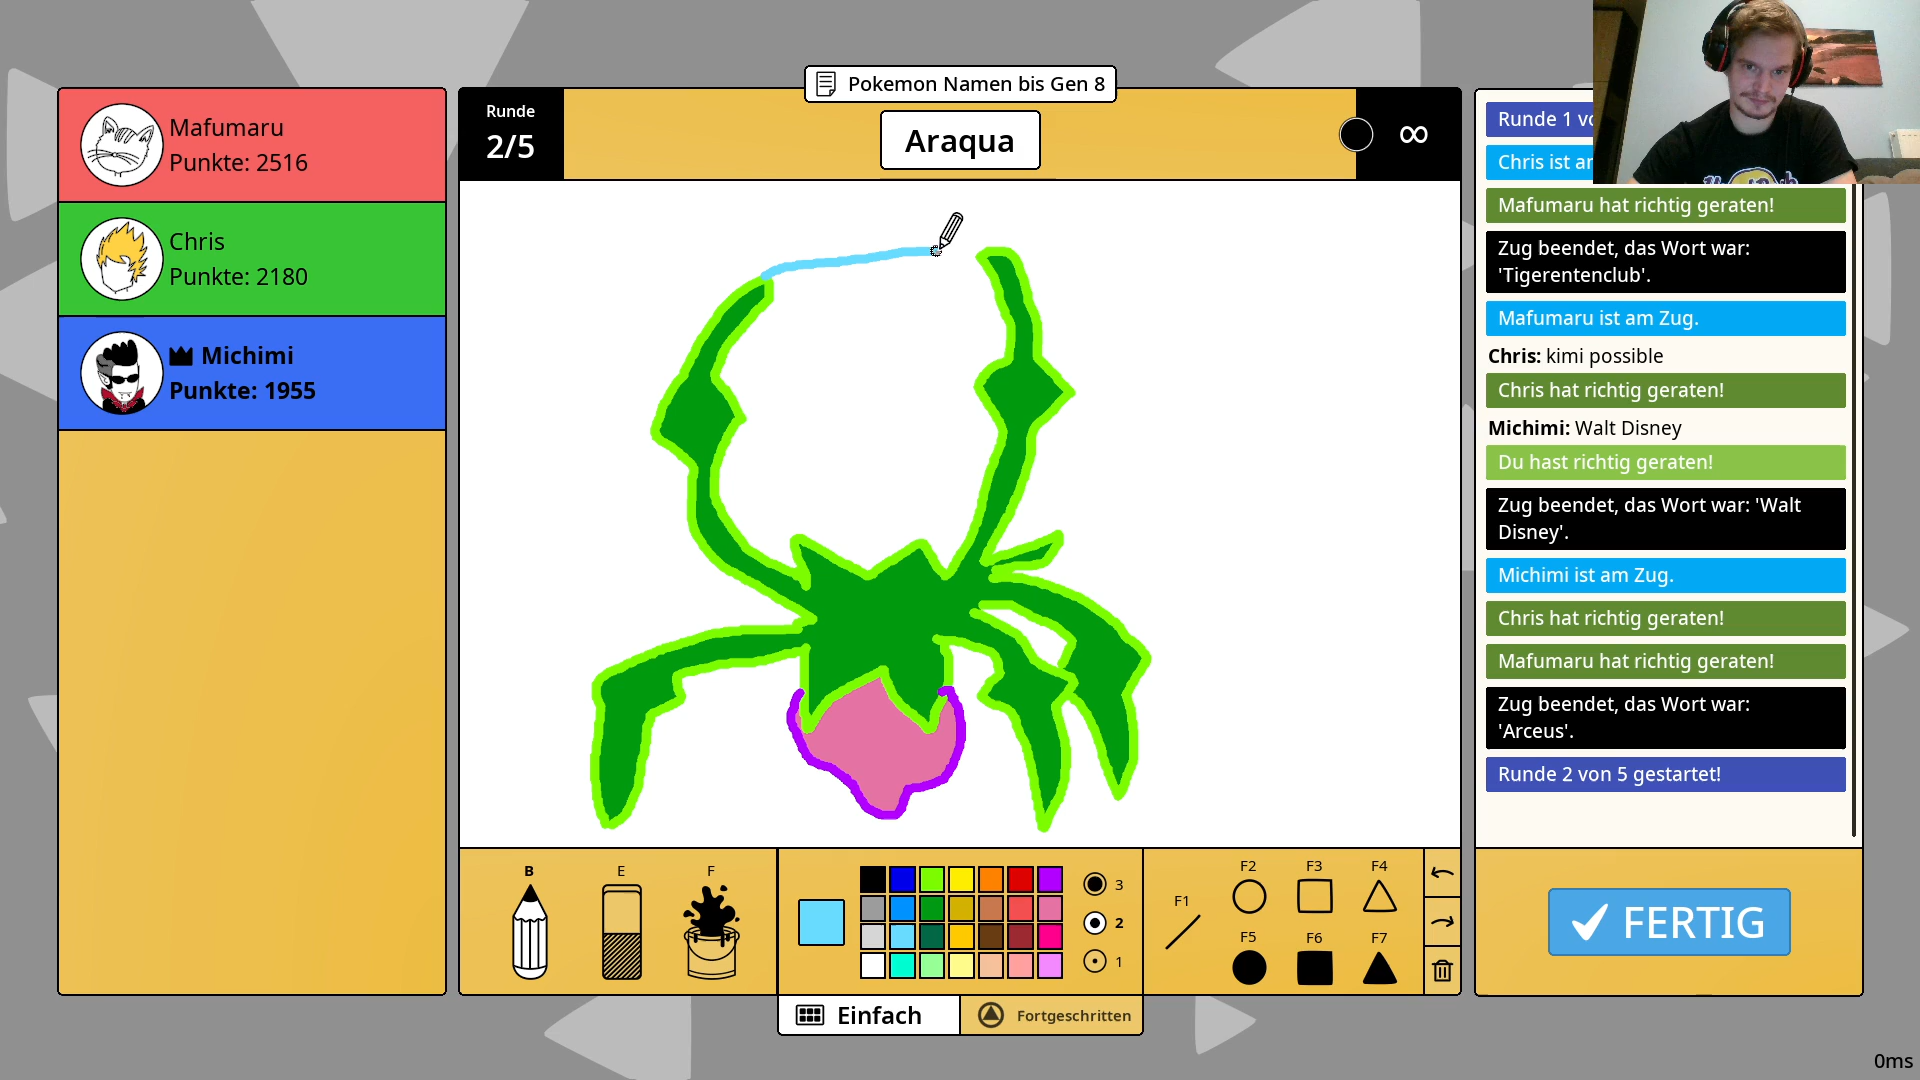 Pokemon Namen bis Gen 8
Runde
2/5
Araqua
∞
Mafumaru
Punkte: 2516
Chris
Punkte: 2180
Michimi
Punkte: 1955
Runde 1
Chris ist
Mafumaru hat richtig geraten!
Zug beendet, das Wort war:
'Tigerentenclub'.
Mafumaru ist am Zug.
Chris: kimi possible
Chris hat richtig geraten!
Michimi: Walt Disney
Du hast richtig geraten!
Zug beendet, das Wort war: 'Walt
Disney'.
Michimi ist am Zug.
Chris hat richtig geraten!
Mafumaru hat richtig geraten!
Zug beendet, das Wort war:
'Arceus'.
Runde 2 von 5 gestartet!
B
E
F
3
2
1
F1
F2
F3
F4
F5
F6
F7
FERTIG
Einfach
Fortgeschritten
0ms